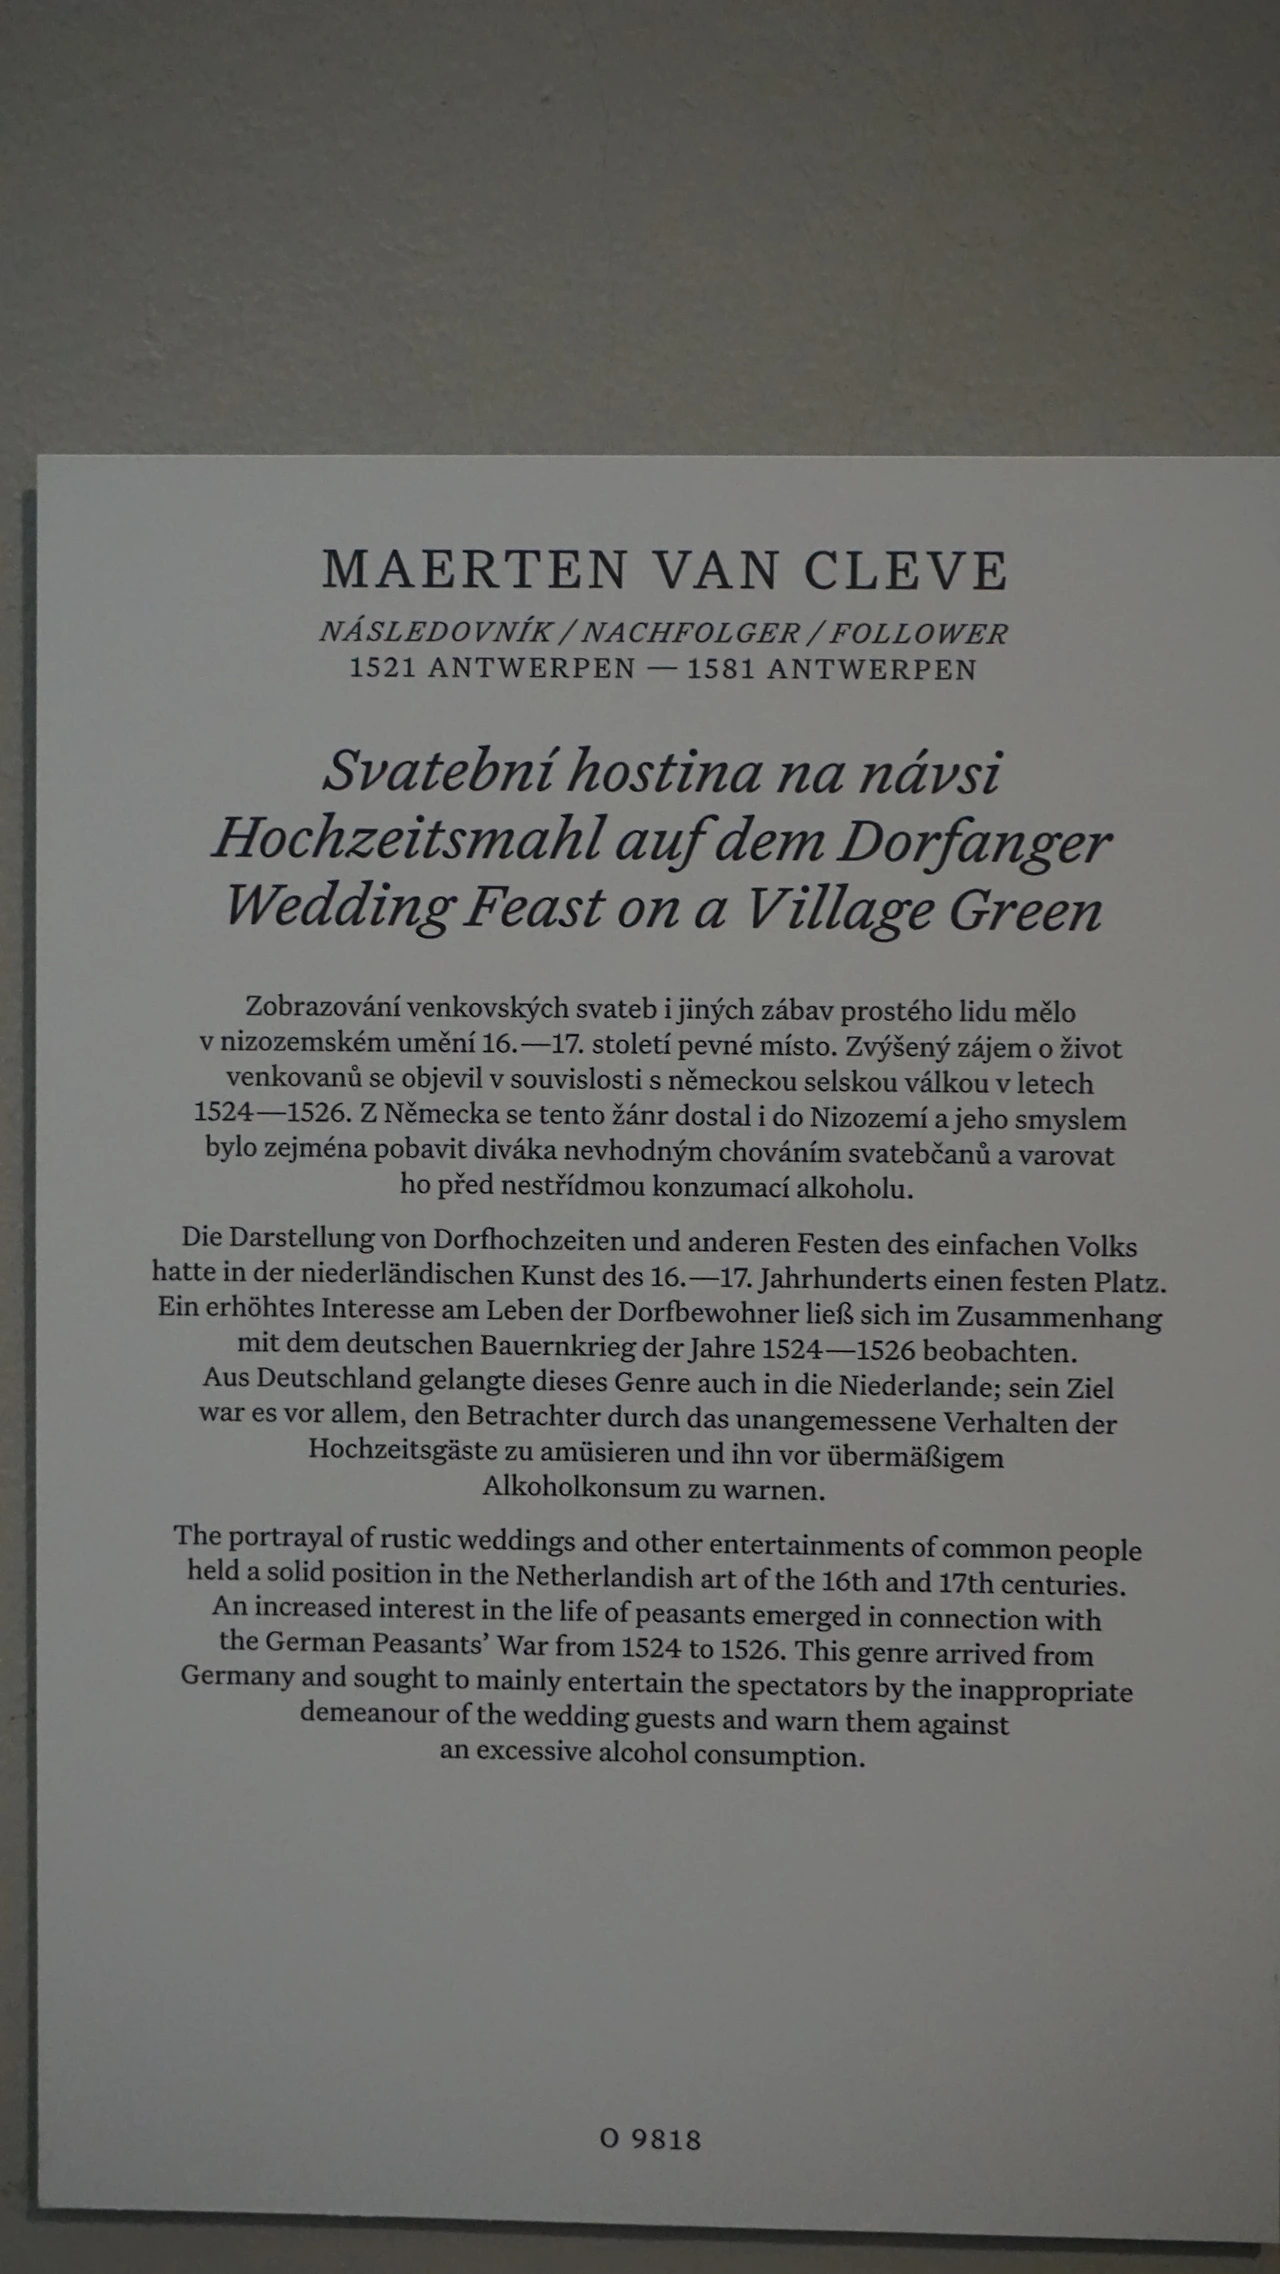 MAERTEN VAN CLEVE
NÁSLEDOVNÍK / NACHFOLGER / FOLLOWER
1521 ANTWERPEN — 1581 ANTWERPEN
Svatební hostina na návsi
Hochzeitsmahl auf dem Dorfanger
Wedding Feast on a Village Green
Zobrazování venkovských svateb i jiných zábav prostého lidu mělo
v nizozemském umění 16.—17. století pevné místo. Zvýšený zájem o život
venkovanů se objevil v souvislosti s německou selskou válkou v letech
1524—1526. Z Německa se tento žánr dostal i do Nizozemí a jeho smyslem
bylo zejména pobavit diváka nevhodným chováním svatebčanů a varovat
ho před nestřídmou konzumací alkoholu.
Die Darstellung von Dorfhochzeiten und anderen Festen des einfachen Volks
hatte in der niederländischen Kunst des 16.—17. Jahrhunderts einen festen Platz.
Ein erhöhtes Interesse am Leben der Dorfbewohner ließ sich im Zusammenhang
mit dem deutschen Bauernkrieg der Jahre 1524—1526 beobachten.
Aus Deutschland gelangte dieses Genre auch in die Niederlande; sein Ziel
war es vor allem, den Betrachter durch das unangemessene Verhalten der
Hochzeitsgäste zu amüsieren und ihn vor übermäßigem
Alkoholkonsum zu warnen.
The portrayal of rustic weddings and other entertainments of common people
held a solid position in the Netherlandish art of the 16th and 17th centuries.
An increased interest in the life of peasants emerged in connection with
the German Peasants’ War from 1524 to 1526. This genre arrived from
Germany and sought to mainly entertain the spectators by the inappropriate
demeanour of the wedding guests and warn them against
an excessive alcohol consumption.
O 9818